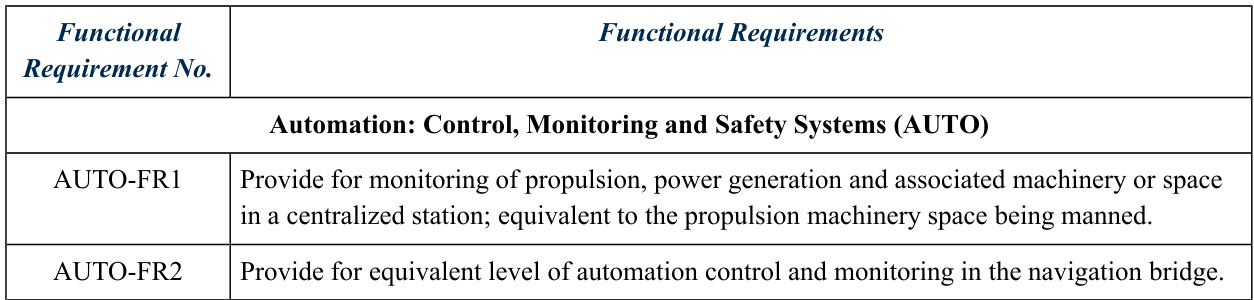 Functional
Requirement No.
Functional Requirements
Automation: Control, Monitoring and Safety Systems (AUTO)
AUTO-FR1
Provide for monitoring of propulsion, power generation and associated machinery or space
in a centralized station; equivalent to the propulsion machinery space being manned.
AUTO-FR2
Provide for equivalent level of automation control and monitoring in the navigation bridge.